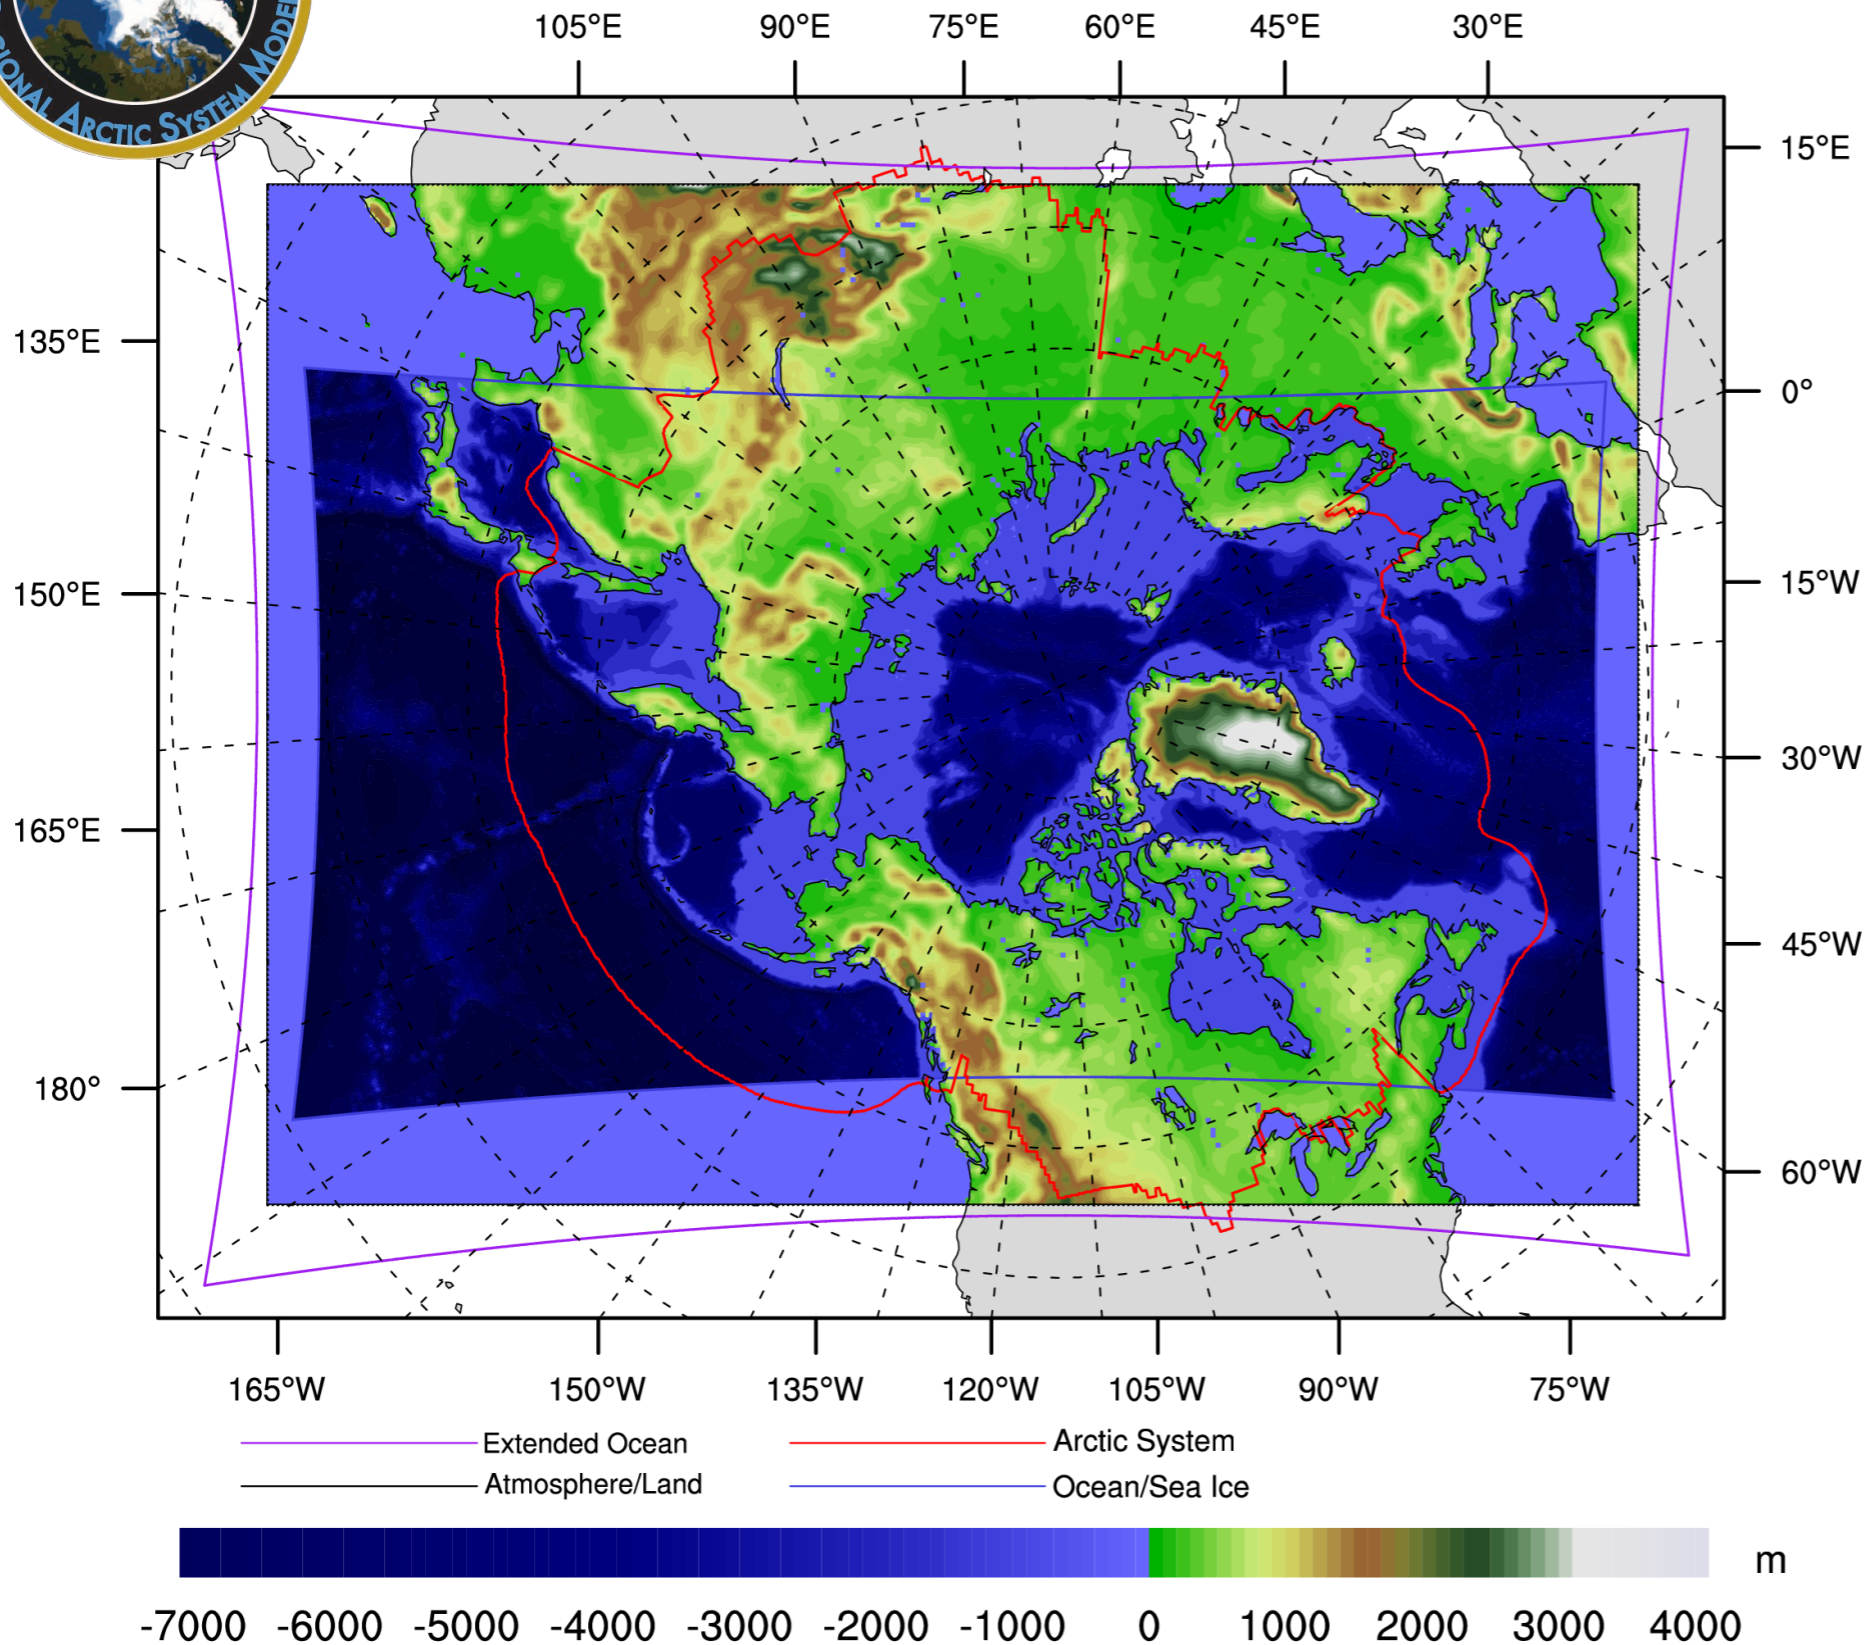 IONAL ARCTIC SYSTEM MODE
105°E 90°E 75°E 60°E 45°E 30°E
15°E
135°E
0°
150°E
15°W
30°W
165°E
45°W
180°
60°W
165°W 150°W 135°W 120°W 105°W 90°W 75°W
Extended Ocean Arctic System
Atmosphere/Land Ocean/Sea Ice
m
-7000 -6000 -5000 -4000 -3000 -2000 -1000 0 1000 2000 3000 4000